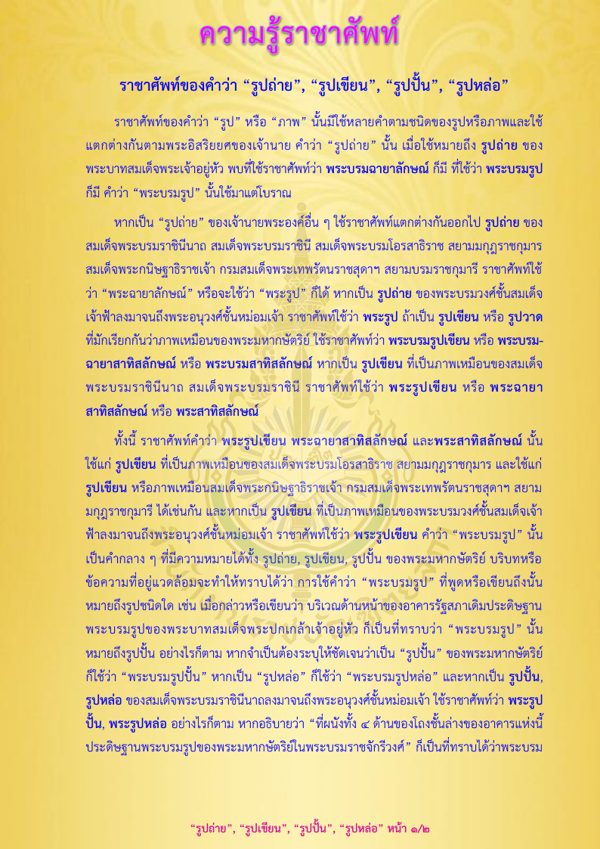 ความรู้ราชาศัพท์
ราชาศัพท์ของคำว่า “รูปถ่าย”, “รูปเขียน”, “รูปปั้น”, “รูปหล่อ”
ราชาศัพท์ของคำว่า “รูป” หรือ “ภาพ” นั้นมีใช้หลายคำตามชนิดของรูปหรือภาพและใช้
แตกต่างกันตามพระอิสริยยศของเจ้านาย คำว่า “รูปถ่าย” นั้น เมื่อใช้หมายถึง รูปถ่าย ของ
พระบาทสมเด็จพระเจ้าอยู่หัว พบที่ใช้ราชาศัพท์ว่า พระบรมฉายาลักษณ์ ก็มี ที่ใช้ว่า พระบรมรูป
ก็มี คำว่า “พระบรมรูป” นั้นใช้มาแต่โบราณ
หากเป็น “รูปถ่าย” ของเจ้านายพระองค์อื่น ๆ ใช้ราชาศัพท์แตกต่างกันออกไป รูปถ่าย ของ
สมเด็จพระบรมราชินีนาถ สมเด็จพระบรมราชินี สมเด็จพระบรมโอรสาธิราช สยามมกุฎราชกุมาร
สมเด็จพระกนิษฐาธิราชเจ้า กรมสมเด็จพระเทพรัตนราชสุดาฯ สยามบรมราชกุมารี ราชาศัพท์ใช้
ว่า “พระฉายาลักษณ์” หรือจะใช้ว่า “พระรูป” ก็ได้ หากเป็น รูปถ่าย ของพระบรมวงศ์ชั้นสมเด็จ
เจ้าฟ้าลงมาจนถึงพระอนุวงศ์ชั้นหม่อมเจ้า ราชาศัพท์ใช้ว่า พระรูป ถ้าเป็น รูปเขียน หรือ รูปวาด
ที่มักเรียกกันว่าภาพเหมือนของพระมหากษัตริย์ ใช้ราชาศัพท์ว่า พระบรมรูปเขียน หรือ พระบรม-
ฉายาสาทิสลักษณ์ หรือ พระบรมสาทิสลักษณ์ หากเป็น รูปเขียน ที่เป็นภาพเหมือนของสมเด็จ
พระบรมราชินีนาถ สมเด็จพระบรมราชินี ราชาศัพท์ใช้ว่า พระรูปเขียน หรือ พระฉายา
สาทิสลักษณ์ หรือ พระสาทิสลักษณ์
ทั้งนี้ ราชาศัพท์คำว่า พระรูปเขียน พระฉายาสาทิสลักษณ์ และพระสาทิสลักษณ์ นั้น
ใช้แก่ รูปเขียน ที่เป็นภาพเหมือนของสมเด็จพระบรมโอรสาธิราช สยามมกุฎราชกุมาร และใช้แก่
รูปเขียน หรือภาพเหมือนสมเด็จพระกนิษฐาธิราชเจ้า กรมสมเด็จพระเทพรัตนราชสุดาฯ สยาม
มกุฎราชกุมารี ได้เช่นกัน และหากเป็น รูปเขียน ที่เป็นภาพเหมือนของพระบรมวงศ์ชั้นสมเด็จเจ้า
ฟ้าลงมาจนถึงพระอนุวงศ์ชั้นหม่อมเจ้า ราชาศัพท์ใช้ว่า พระรูปเขียน คำว่า “พระบรมรูป” นั้น
เป็นคำกลาง ๆ ที่มีความหมายได้ทั้ง รูปถ่าย, รูปเขียน, รูปปั้น ของพระมหากษัตริย์ บริบทหรือ
ข้อความที่อยู่แวดล้อมจะทำให้ทราบได้ว่า การใช้คำว่า “พระบรมรูป” ที่พูดหรือเขียนถึงนั้น
หมายถึงรูปชนิดใด เช่น เมื่อกล่าวหรือเขียนว่า บริเวณด้านหน้าของอาคารรัฐสภาเดิมประดิษฐาน
พระบรมรูปของพระบาทสมเด็จพระปกเกล้าเจ้าอยู่หัว ก็เป็นที่ทราบว่า “พระบรมรูป” นั้น
หมายถึงรูปปั้น อย่างไรก็ตาม หากจำเป็นต้องระบุให้ชัดเจนว่าเป็น “รูปปั้น” ของพระมหากษัตริย์
ก็ใช้ว่า “พระบรมรูปปั้น” หากเป็น “รูปหล่อ” ก็ใช้ว่า “พระบรมรูปหล่อ” และหากเป็น รูปปั้น,
รูปหล่อ ของสมเด็จพระบรมราชินีนาถลงมาจนถึงพระอนุวงศ์ชั้นหม่อมเจ้า ใช้ราชาศัพท์ว่า พระรูป
ปั้น, พระรูปหล่อ อย่างไรก็ตาม หากอธิบายว่า “ที่ผนังทั้ง ๔ ด้านของโถงชั้นล่างของอาคารแห่งนี้
ประดิษฐานพระบรมรูปของพระมหากษัตริย์ในพระบรมราชจักรีวงศ์” ก็เป็นที่ทราบได้ว่าพระบรม
“รูปถ่าย”, “รูปเขียน”, “รูปปั้น”, “รูปหล่อ” หน้า ๑/๒